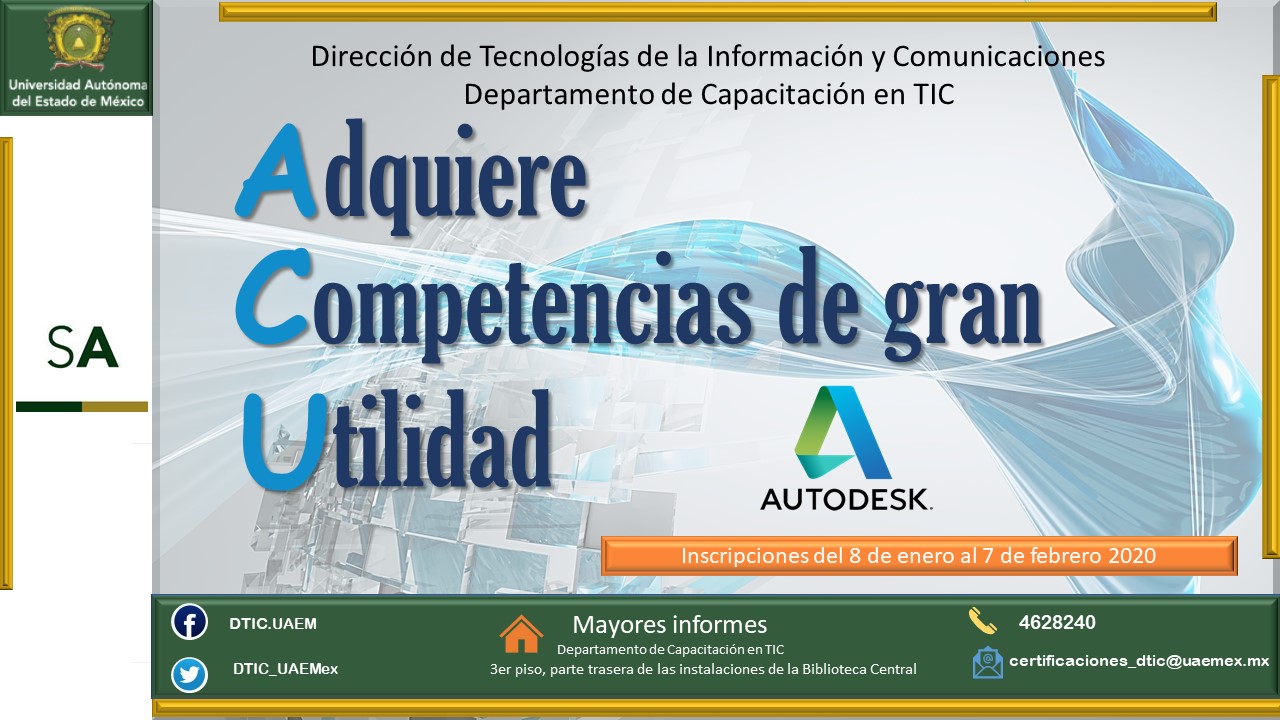 Universidad Autónoma
del Estado de México
SA
Dirección de Tecnologías de la Información y Comunicaciones
Departamento de Capacitación en TIC
Adquiere
Competencias de gran
Utilidad
AUTODESK.
Inscripciones del 8 de enero al 7 de febrero 2020
DTIC.UAEM
DTIC_UAEMex
Mayores informes
Departamento de Capacitación en TIC
3er piso, parte trasera de las instalaciones de la Biblioteca Central
4628240
certificaciones_dtic@uaemex.mx